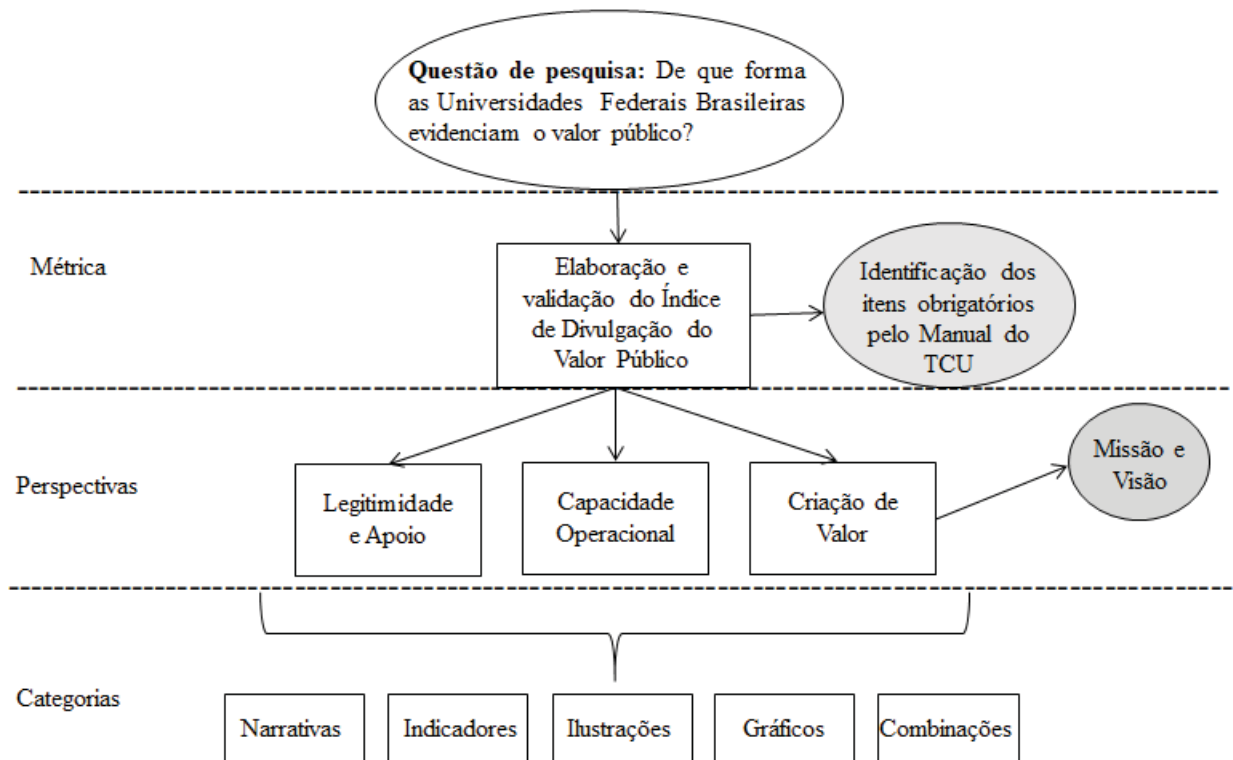 Questão de pesquisa: De que forma
as Universidades Federais Brasileiras
evidenciam o valor público?
Métrica
Elaboração e
validação do Índice
de Divulgação do
Valor Público
Identificação dos
itens obrigatórios
pelo Manual do
TCU
Perspectivas
Legitimidade
e Apoio
Capacidade
Operacional
Criação de
Valor
Missão e
Visão
Categorias
Narrativas
Indicadores
Ilustrações
Gráficos
Combinações